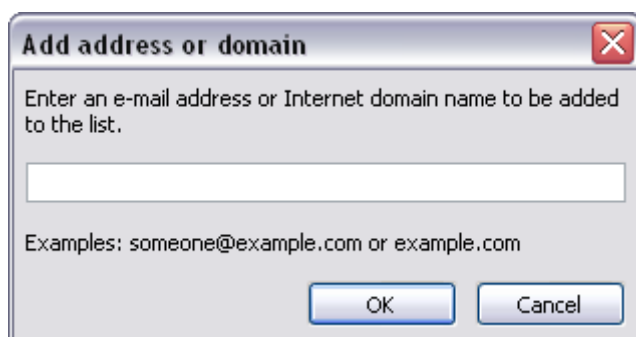 Add address or domain
Enter an e-mail address or Internet domain name to be added
to the list.
Examples: someone@example.com or example.com
OK
Cancel